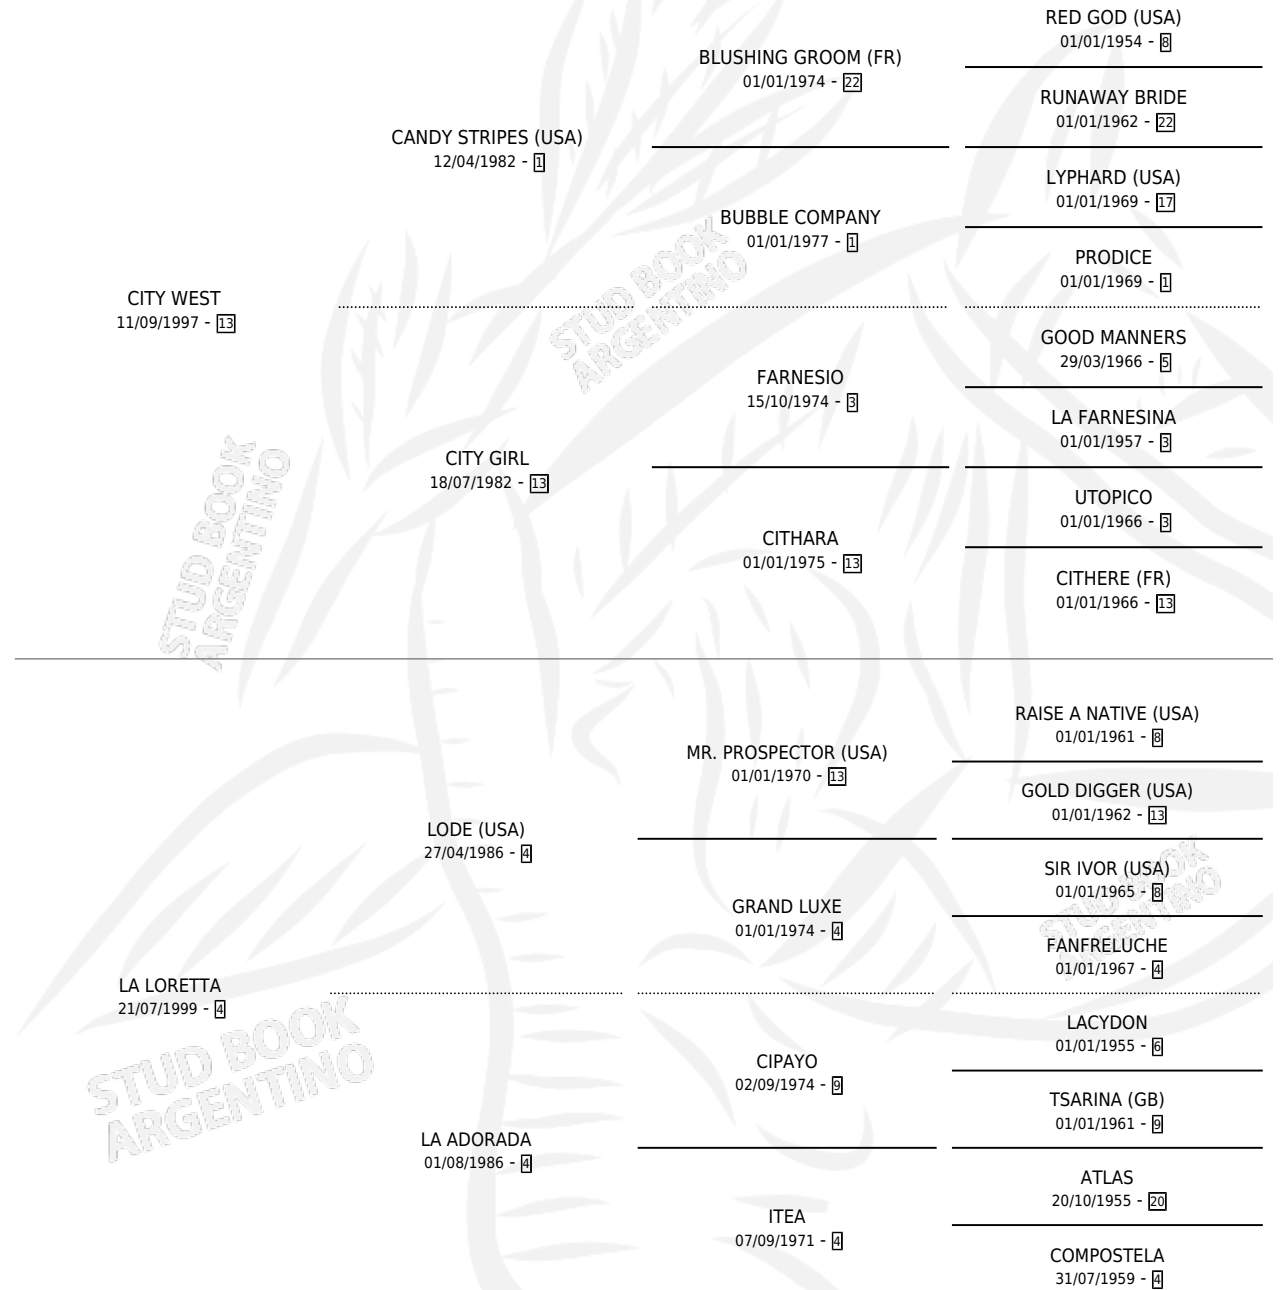 RED GOD (USA)
01/01/1954 - 8
BLUSHING GROOM (FR)
01/01/1974 - 22
RUNAWAY BRIDE
01/01/1962 - 22
CANDY STRIPES (USA)
12/04/1982 - 1
LYPHARD (USA)
01/01/1969 - 17
BUBBLE COMPANY
01/01/1977 - 1
PRODICE
01/01/1969 - 1
CITY WEST
11/09/1997 - 13
STUD BOOK
ARGENTINO
GOOD MANNERS
29/03/1966 - 5
FARNESIO
15/10/1974 - 3
LA FARNESINA
01/01/1957 - 3
CITY GIRL
18/07/1982 - 13
UTOPICO
01/01/1966 - 3
CITHARA
01/01/1975 - 13
CITHERE (FR)
01/01/1966 - 13
STUD BOOK
ARGENTINO
RAISE A NATIVE (USA)
01/01/1961 - 8
MR. PROSPECTOR (USA)
01/01/1970 - 13
GOLD DIGGER (USA)
01/01/1962 - 13
LODE (USA)
27/04/1986 - 4
SIR IVOR (USA)
01/01/1965 - 8
GRAND LUXE
01/01/1974 - 4
STUD BOOK
ARGENTINO
FANFRELUCHE
01/01/1967 - 4
LA LORETTA
21/07/1999 - 4
STUD BOOK
ARGENTINO
LACYDON
01/01/1955 - 6
CIPAYO
02/09/1974 - 9
TSARINA (GB)
01/01/1961 - 9
LA ADORADA
01/08/1986 - 4
ATLAS
20/10/1955 - 20
ITEA
07/09/1971 - 4
COMPOSTELA
31/07/1959 - 4